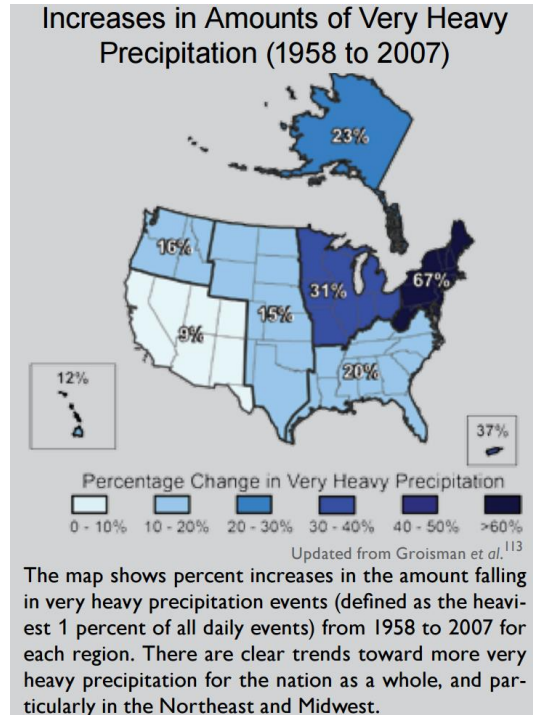 Increases in Amounts of Very Heavy
Precipitation (1958 to 2007)
23%
16%
67%
31%
15%
9%
20%
12%
37%
Percentage Change in Very Heavy Precipitation
0 - 10% 10 - 20% 20 - 30% 30 - 40% 40 - 50% >60%
Updated from Groisman et al.113
The map shows percent increases in the amount falling
in very heavy precipitation events (defined as the heavi-
est 1 percent of all daily events) from 1958 to 2007 for
each region. There are clear trends toward more very
heavy precipitation for the nation as a whole, and par-
ticularly in the Northeast and Midwest.